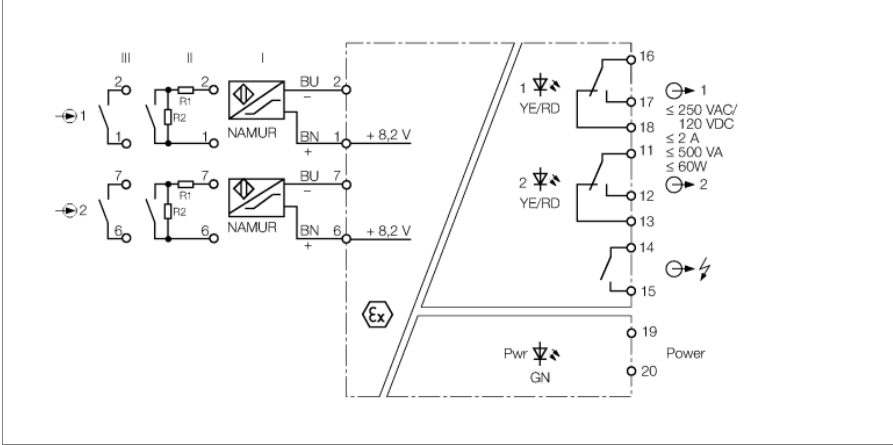 III II I
2 2 BU 2
R1 −
R2
1 1 NAMUR BN 1 + 8,2 V
+
1
7 7 BU 7
R1 −
R2
6 6 NAMUR BN 6 + 8,2 V
+
2
1
YE/RD
2
YE/RD
16
17
18
11
12
13
14
15
1
≤ 250 VAC/
120 VDC
≤ 2 A
≤ 500 VA
≤ 60W
2
Ex
Pwr
GN
19
20
Power